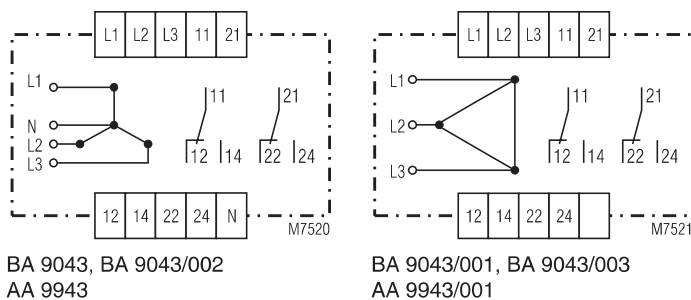 L1 L2 L3 11 21
L1
N
L2
L3
11
21
12
14
22
24
12 14 22 24 N
M7520
BA 9043, BA 9043/002
AA 9943
L1 L2 L3 11 21
L1
L2
L3
11
21
12
14
22
24
12 14 22 24
M7521
BA 9043/001, BA 9043/003
AA 9943/001